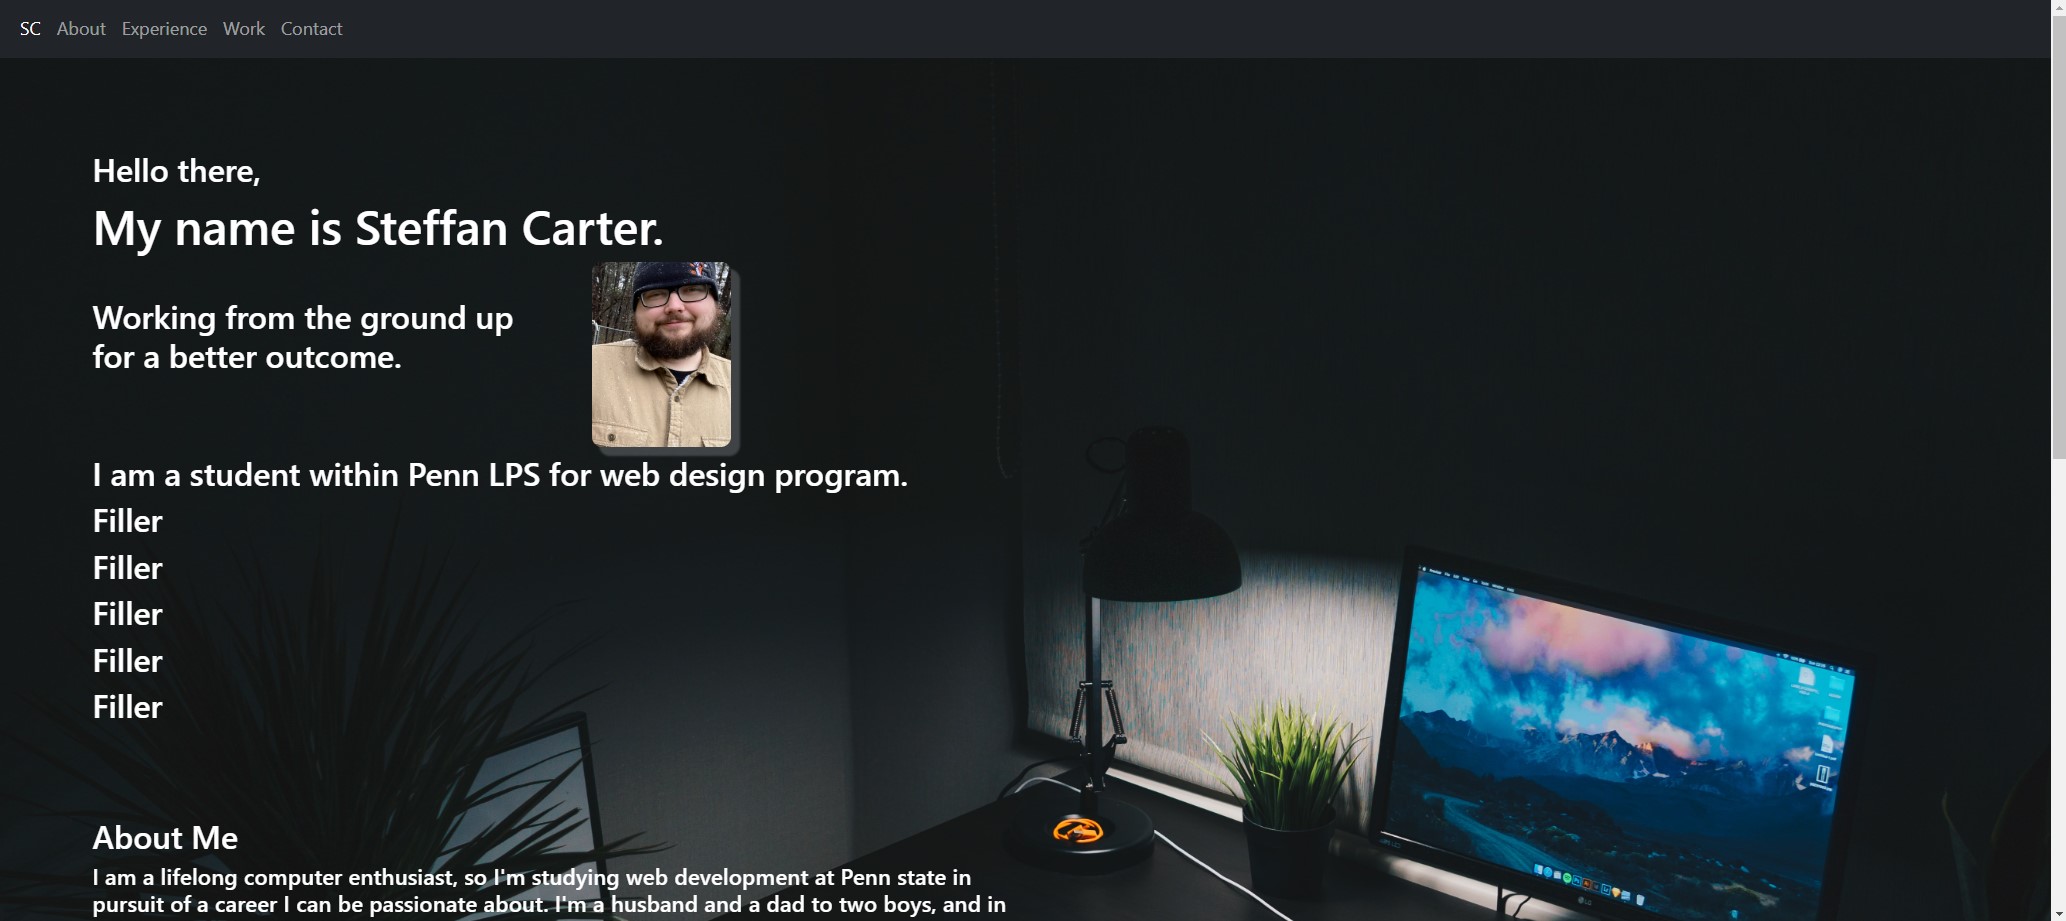 SC About Experience Work Contact
Hello there,
My name is Steffan Carter.
Working from the ground up
for a better outcome.
I am a student within Penn LPS for web design program.
Filler
Filler
Filler
Filler
Filler
About Me
I am a lifelong computer enthusiast, so I'm studying web development at Penn state in
pursuit of a career I can be passionate about. I'm a husband and a dad to two boys, and in